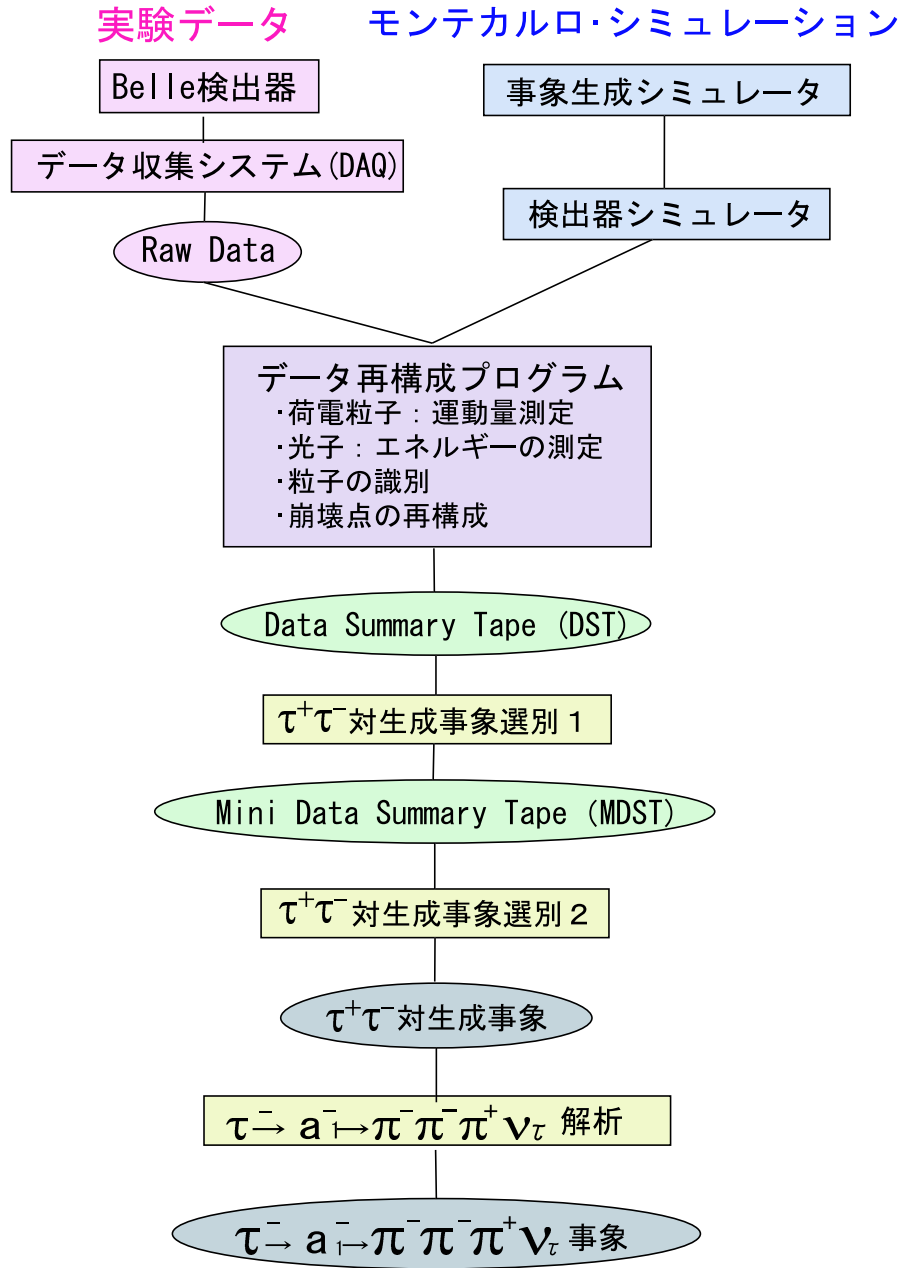 実験データ
モンテカルロ・シミュレーション
Belle検出器
データ収集システム(DAQ)
Raw Data
事象生成シミュレータ
検出器シミュレータ
データ再構成プログラム
・荷電粒子：運動量測定
・光子：エネルギーの測定
・粒子の識別
・崩壊点の再構成
Data Summary Tape (DST)
τ⁺τ⁻対生成事象選別１
Mini Data Summary Tape (MDST)
τ⁺τ⁻対生成事象選別２
τ⁺τ⁻対生成事象
τ⁻→ a₁⁻→π⁻π⁻π⁺ν_τ 解析
τ⁻→ a₁⁻→π⁻π⁻π⁺ν_τ 事象